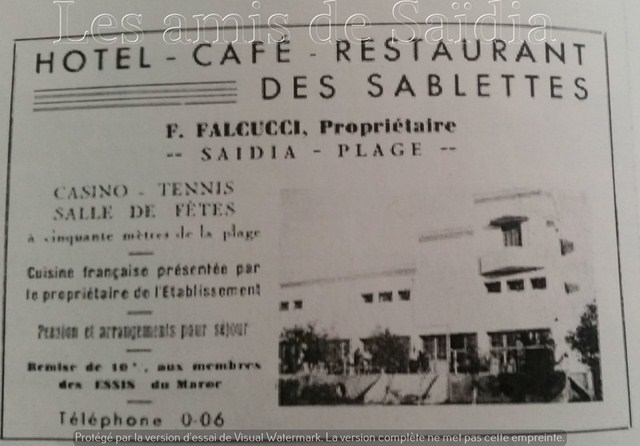 Les amis de Saïdia
HOTEL - CAFÉ - RESTAURANT
DES SABLETTES
F. FALCUCCI, Propriétaire
-- SAIDIA - PLAGE --
CASINO - TENNIS
SALLE DE FÊTES
à cinquante mètres de la plage
Cuisine française présentée par
le propriétaire de l'Etablissement
Pension et arrangements pour séjour
Remise de 10 %, aux membres
des ESSIS du Maroc
Téléphone 0-06
Protégé par la version d'essai de Visual Watermark. La version complète ne met pas celle empreinte.